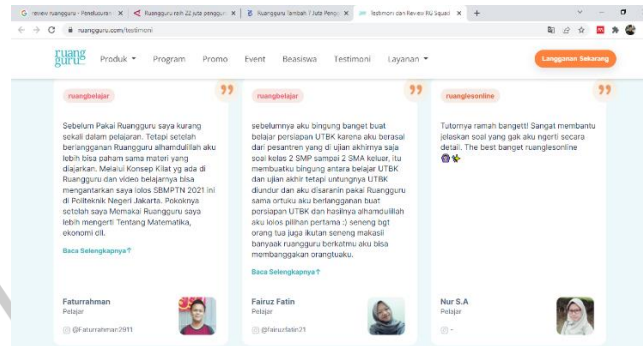 review ruangguru - Penelusuran
Ruangguru raih 22 juta penggun
Ruangguru Tambah 7 Juta Pengg
Testimoni dan Review RG Squad
ruangguru.com/testimoni
ruang guru
Produk
Program
Promo
Event
Beasiswa
Testimoni
Layanan
Langganan Sekarang
ruangbelajar
Sebelum Pakai Ruangguru saya kurang
sekali dalam pelajaran. Tetapi setelah
berlangganan Ruangguru alhamdulillah aku
lebih bisa paham sama materi yang
diajarkan. Melalui Konsep Kilat yg ada di
Ruangguru dan video belajarnya bisa
mengantarkan saya lolos SBMPTN 2021 ini
di Politeknik Negeri Jakarta. Pokoknya
setelah saya Memakai Ruangguru saya
lebih mengerti Tentang Matematika,
ekonomi dll.
Baca Selengkapnya
Faturrahman
Pelajar
@Faturrahman2911
ruangbelajar
sebelumnya aku bingung banget buat
belajar persiapan UTBK karena aku berasal
dari pesantren yang di ujian akhirnya saja
soal kelas 2 SMP sampai 2 SMA keluar, itu
membuatku bingung antara belajar UTBK
dan ujian akhir tetapi untungnya UTBK
diundur dan aku disaranin pakai Ruangguru
sama ortuku aku berlangganan buat
persiapan UTBK dan hasilnya alhamdulillah
aku lolos pilihan pertama :) seneng bgt
orang tua juga ikutan seneng makasil
banyaak ruangguru berkatmu aku bisa
membanggakan orangtuaku.
Baca Selengkapnya
Fairuz Fatin
Pelajar
@fairuzfatin21
ruanglesonline
Tutornya ramah bangett! Sangat membantu
jelaskan soal yang gak aku ngerti secara
detail. The best banget ruanglesonline
Nur S.A
Pelajar
-